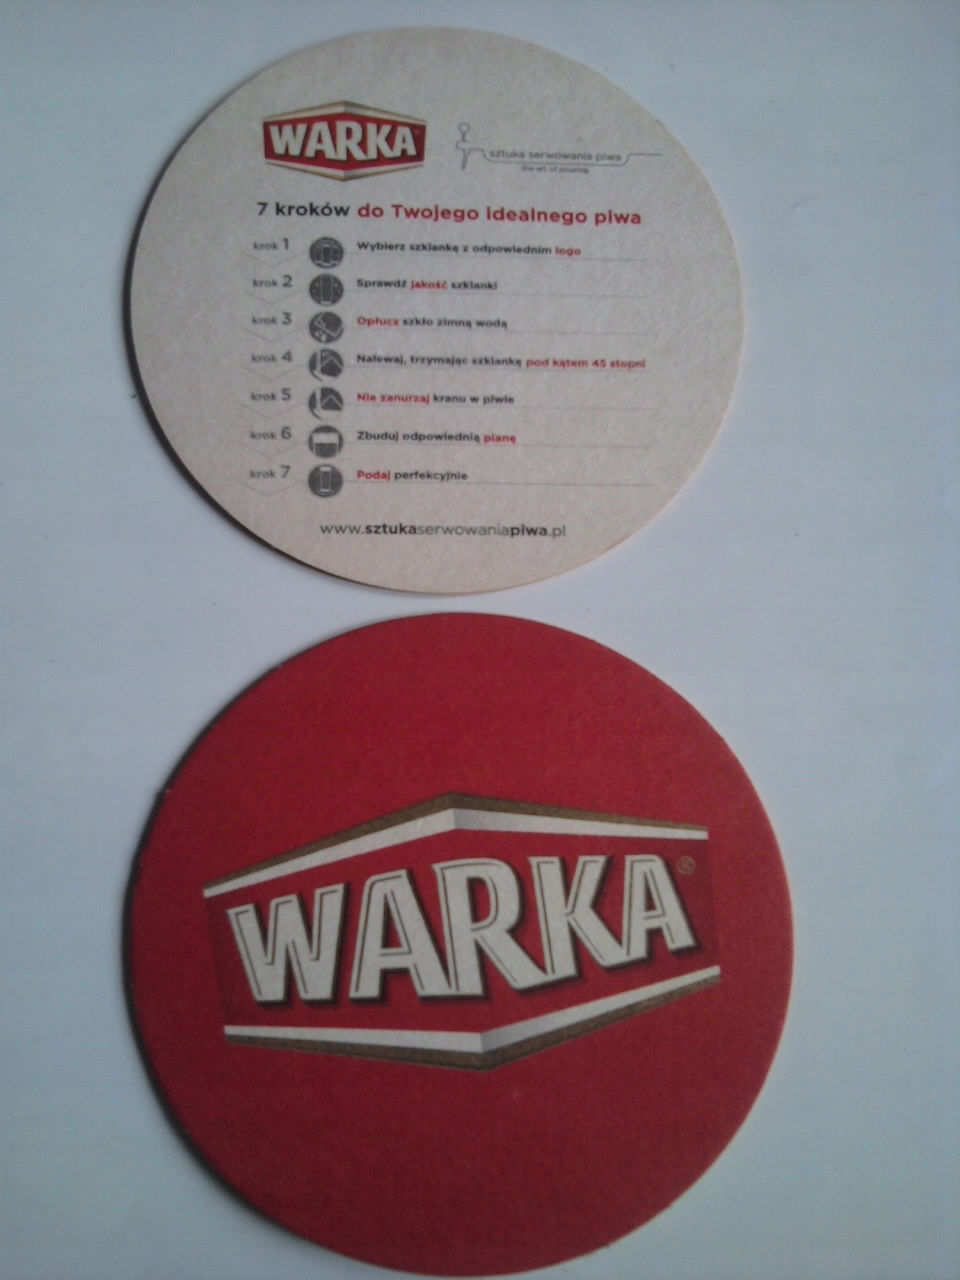 WARKA
sztuka serwowania piwa
the art of pouring
7 kroków do Twojego idealnego piwa
krok 1 Wybierz szklankę z odpowiednim logo
krok 2 Sprawdź jakość szklanki
krok 3 Opłucz szkło zimną wodą
krok 4 Nalewaj, trzymając szklankę pod kątem 45 stopni
krok 5 Nie zanurzaj kranu w piwie
krok 6 Zbuduj odpowiednią pianę
krok 7 Podaj perfekcyjnie
www.sztukaserwowaniapiwa.pl
WARKA®